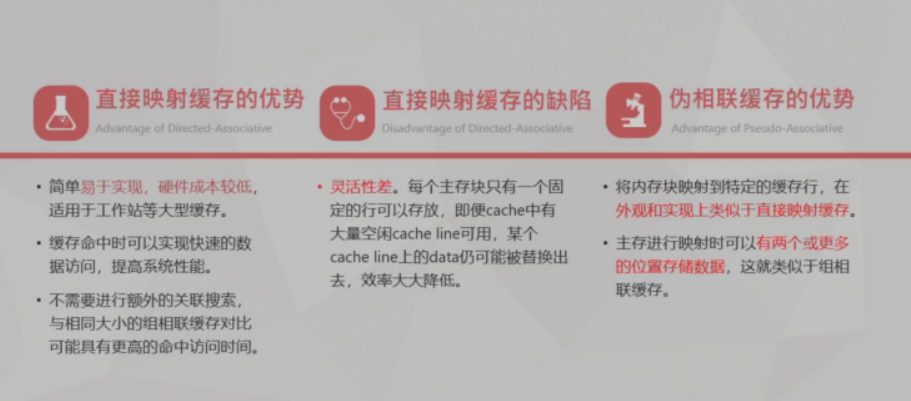 直接映射缓存的优势
Advantage of Directed-Associative
• 简单易于实现，硬件成本较低，
适用于工作站等大型缓存。
• 缓存命中时可以实现快速的数
据访问，提高系统性能。
• 不需要进行额外的关联搜索，
与相同大小的组相联缓存对比
可能具有更高的命中访问时间。
直接映射缓存的缺陷
Disadvantage of Directed-Associative
• 灵活性差。每个主存块只有一个固
定的行可以存放，即便cache中有
大量空闲cache line可用，某个
cache line上的data仍可能被替换出
去，效率大大降低。
伪相联缓存的优势
Advantage of Pseudo-Associative
• 将内存块映射到特定的缓存行，在
外观和实现上类似于直接映射缓存。
• 主存进行映射时可以有两个或更多
的位置存储数据，这就类似于组相
联缓存。